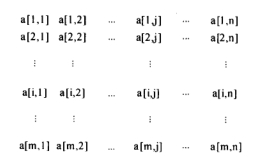 a[1,1] a[1,2] ... a[1,j] ... a[1,n]
a[2,1] a[2,2] ... a[2,j] ... a[2,n]
⋮ ⋮ ⋮ ⋮
a[i,1] a[i,2] ... a[i,j] ... a[i,n]
⋮ ⋮ ⋮ ⋮
a[m,1] a[m,2] ... a[m,j] ... a[m,n]